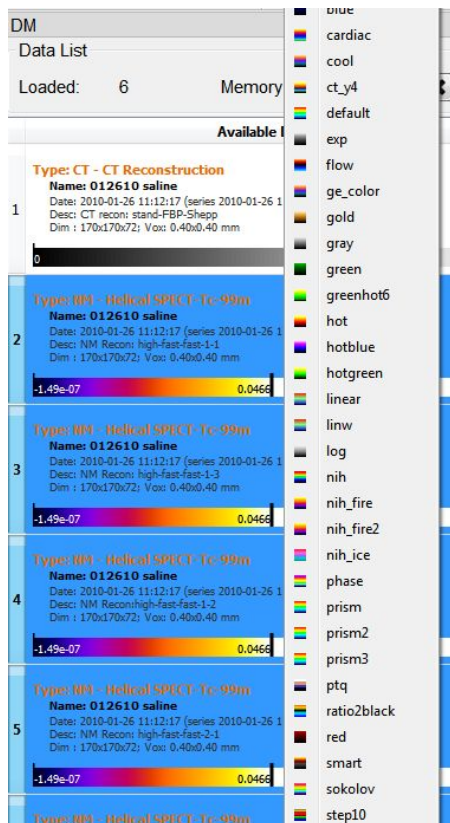 DM
Data List
Loaded: 6 Memory
Available
1
Type: CT - CT Reconstruction
Name: 012610 saline
Date: 2010-01-26 11:12:17 (series 2010-01-26 1
Desc: CT recon: stand-FBP-Shepp
Dim : 170x170x72; Vox: 0.40x0.40 mm
0
2
Type: NM - Helical SPECT-Tc-99m
Name: 012610 saline
Date: 2010-01-26 11:12:17 (series 2010-01-26 1
Desc: NM Recon: high-fast-fast-1-1
Dim : 170x170x72; Vox: 0.40x0.40 mm
-1.49e-07 0.0466
3
Type: NM - Helical SPECT-Tc-99m
Name: 012610 saline
Date: 2010-01-26 11:12:17 (series 2010-01-26 1
Desc: NM Recon: high-fast-fast-1-3
Dim : 170x170x72; Vox: 0.40x0.40 mm
-1.49e-07 0.0466
4
Type: NM - Helical SPECT-Tc-99m
Name: 012610 saline
Date: 2010-01-26 11:12:17 (series 2010-01-26 1
Desc: NM Recon:high-fast-fast-1-2
Dim : 170x170x72; Vox: 0.40x0.40 mm
-1.49e-07 0.0466
5
Type: NM - Helical SPECT-Tc-99m
Name: 012610 saline
Date: 2010-01-26 11:12:17 (series 2010-01-26 1
Desc: NM Recon: high-fast-fast-2-1
Dim : 170x170x72; Vox: 0.40x0.40 mm
-1.49e-07 0.0466
Type: NM - Helical SPECT-Tc-99m
blue
cardiac
cool
ct_y4
default
exp
flow
ge_color
gold
gray
green
greenhot6
hot
hotblue
hotgreen
linear
linw
log
nih
nih_fire
nih_fire2
nih_ice
phase
prism
prism2
prism3
ptq
ratio2black
red
smart
sokolov
step10